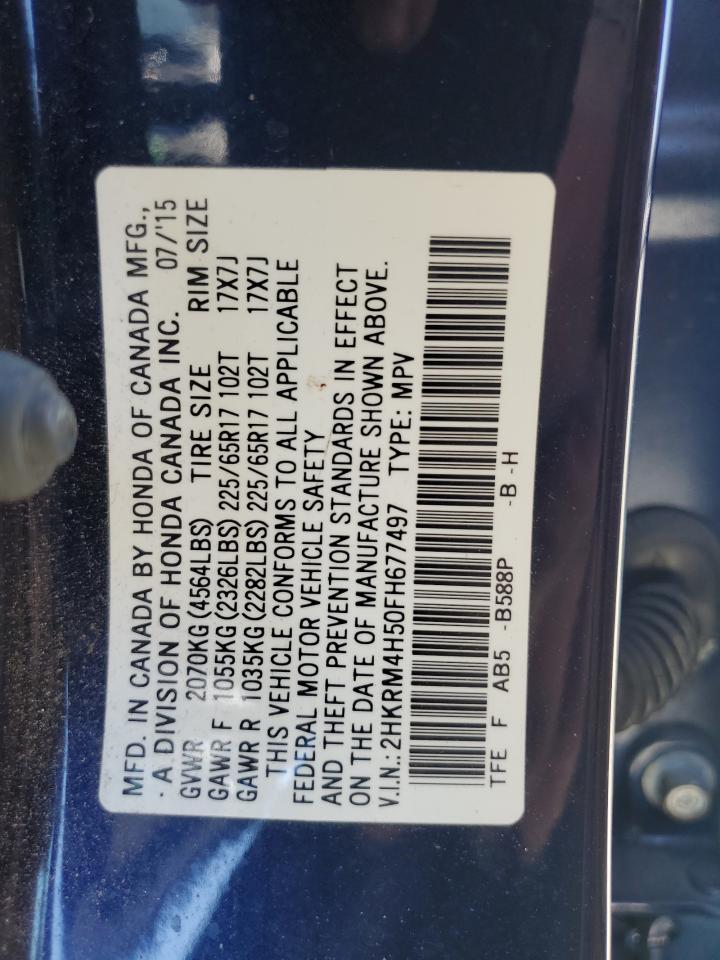 MFD. IN CANADA BY HONDA OF CANADA MFG.,
· A DIVISION OF HONDA CANADA INC. 07/'15
GVWR 2070KG (4564LBS) TIRE SIZE RIM SIZE
GAWR F 1055KG (2326LBS) 225/65R17 102T 17X7J
GAWR R 1035KG (2282LBS) 225/65R17 102T 17X7J
THIS VEHICLE CONFORMS TO ALL APPLICABLE
FEDERAL MOTOR VEHICLE SAFETY
AND THEFT PREVENTION STANDARDS IN EFFECT
ON THE DATE OF MANUFACTURE SHOWN ABOVE.
V.I.N.: 2HKRM4H50FH677497 TYPE: MPV
TFE F AB5 -B588P -B-H